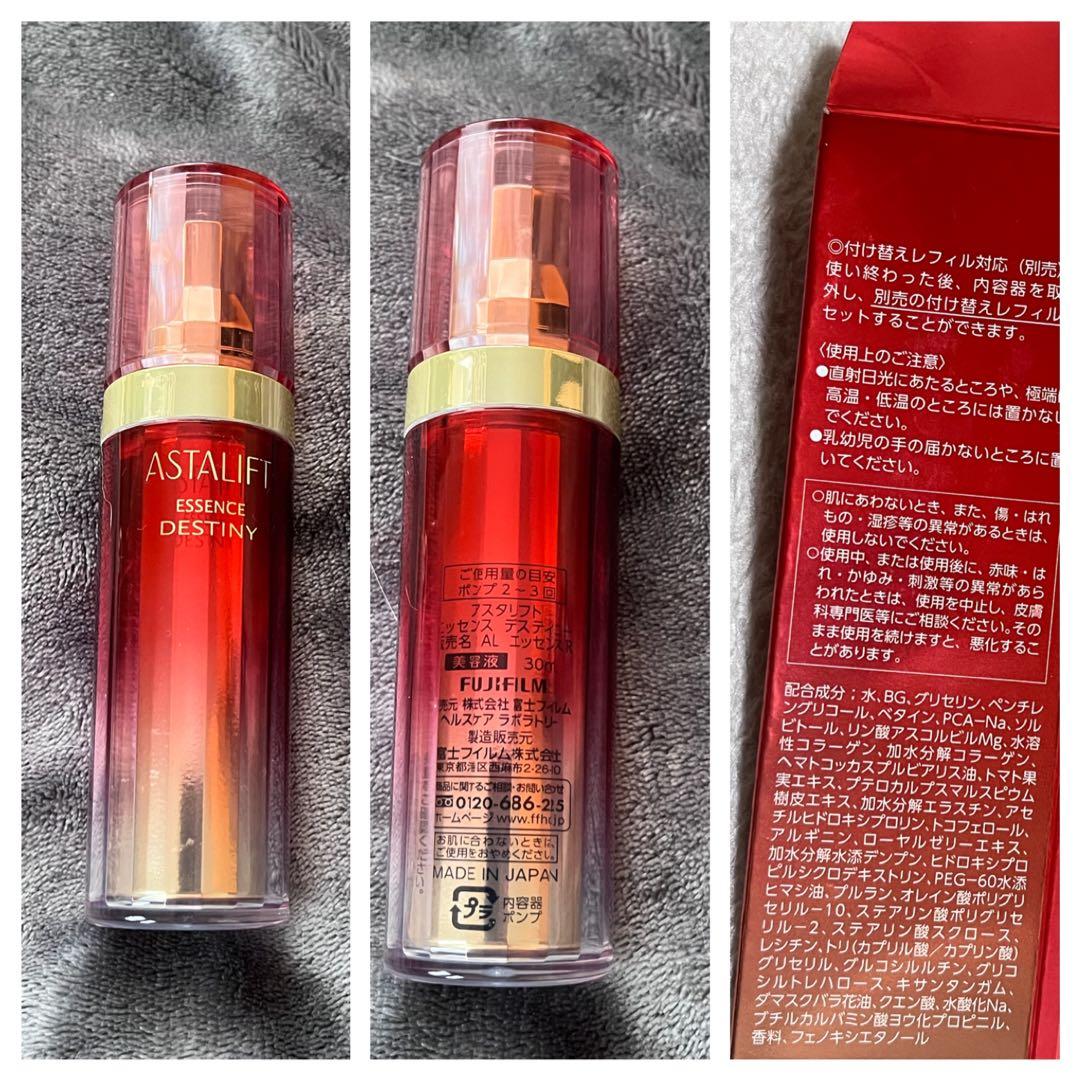 ASTALIFT
ESSENCE
DESTINY
ご使用量の目安
ポンプ2～3回
アスタリフト
エッセンス デスティニー
販売名 AL エッセンスR
美容液 30m
FUJIFILM
売元 株式会社 富士フイルム
ヘルスケア ラボラトリー
製造販売元
富士フイルム株式会社
東京都港区西麻布2-26-10
商品に関するご相談・お問い合せ
0120-686-215
ホームページ www.ffhc.jp
お肌に合わないときは、
ご使用をおやめください。
MADE IN JAPAN
プラ
内容器
ポンプ
◎付け替えレフィル対応（別売）
使い終わった後、内容器を取
外し、別売の付け替えレフィル
セットすることができます。
〈使用上のご注意〉
●直射日光にあたるところや、極端に
高温・低温のところには置かない
でください。
●乳幼児の手の届かないところに置
いてください。
○肌にあわないとき、また、傷・はれ
もの・湿疹等の異常があるときは、
使用しないでください。
○使用中、または使用後に、赤味・は
れ・かゆみ・刺激等の異常があら
われたときは、使用を中止し、皮膚
科専門医等にご相談ください。その
まま使用を続けますと、悪化するこ
とがあります。
配合成分：水、BG、グリセリン、ペンチレ
ングリコール、ベタイン、PCA-Na、ソル
ビトール、リン酸アスコルビルMg、水溶
性コラーゲン、加水分解コラーゲン、
ヘマトコッカスプルビアリス油、トマト果
実エキス、プテロカルプスマルスピウム
樹皮エキス、加水分解エラスチン、アセ
チルヒドロキシプロリン、トコフェロール、
アルギニン、ローヤルゼリーエキス、
加水分解水添デンプン、ヒドロキシプロ
ピルシクロデキストリン、PEG-60水添
ヒマシ油、プルラン、オレイン酸ポリグリ
セリル-10、ステアリン酸ポリグリセ
リル-2、ステアリン酸スクロース、
レシチン、トリ(カプリル酸／カプリン酸)
グリセリル、グルコシルルチン、グリコ
シルトレハロース、キサンタンガム、
ダマスクバラ花油、クエン酸、水酸化Na、
ブチルカルバミン酸ヨウ化プロピニル、
香料、フェノキシエタノール